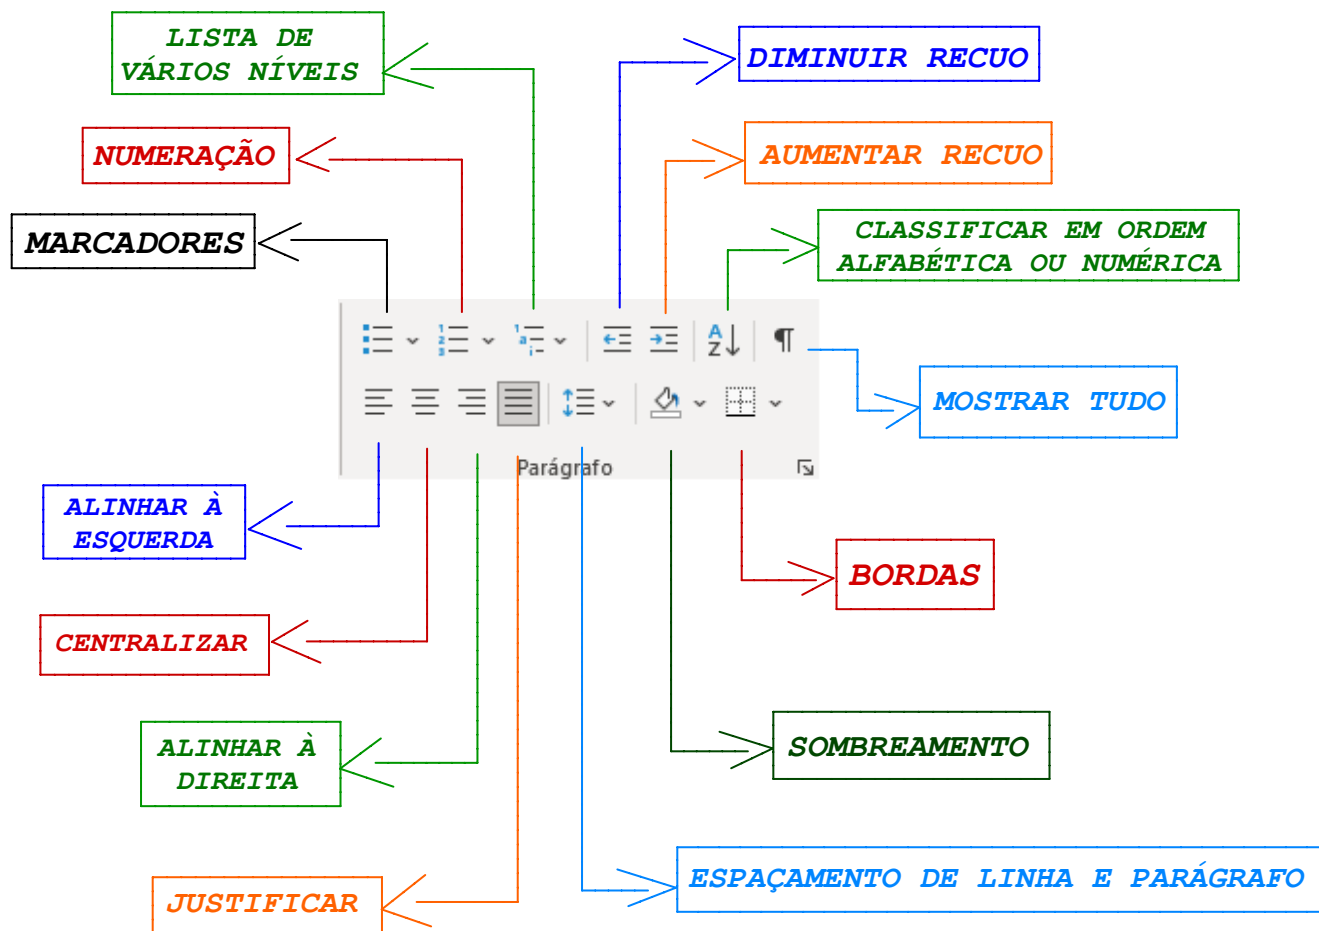 LISTA DE
VÁRIOS NÍVEIS
DIMINUIR RECUO
NUMERAÇÃO
AUMENTAR RECUO
MARCADORES
CLASSIFICAR EM ORDEM
ALFABÉTICA OU NUMÉRICA
MOSTRAR TUDO
Parágrafo
ALINHAR À
ESQUERDA
BORDAS
CENTRALIZAR
ALINHAR À
DIREITA
SOMBREAMENTO
ESPAÇAMENTO DE LINHA E PARÁGRAFO
JUSTIFICAR